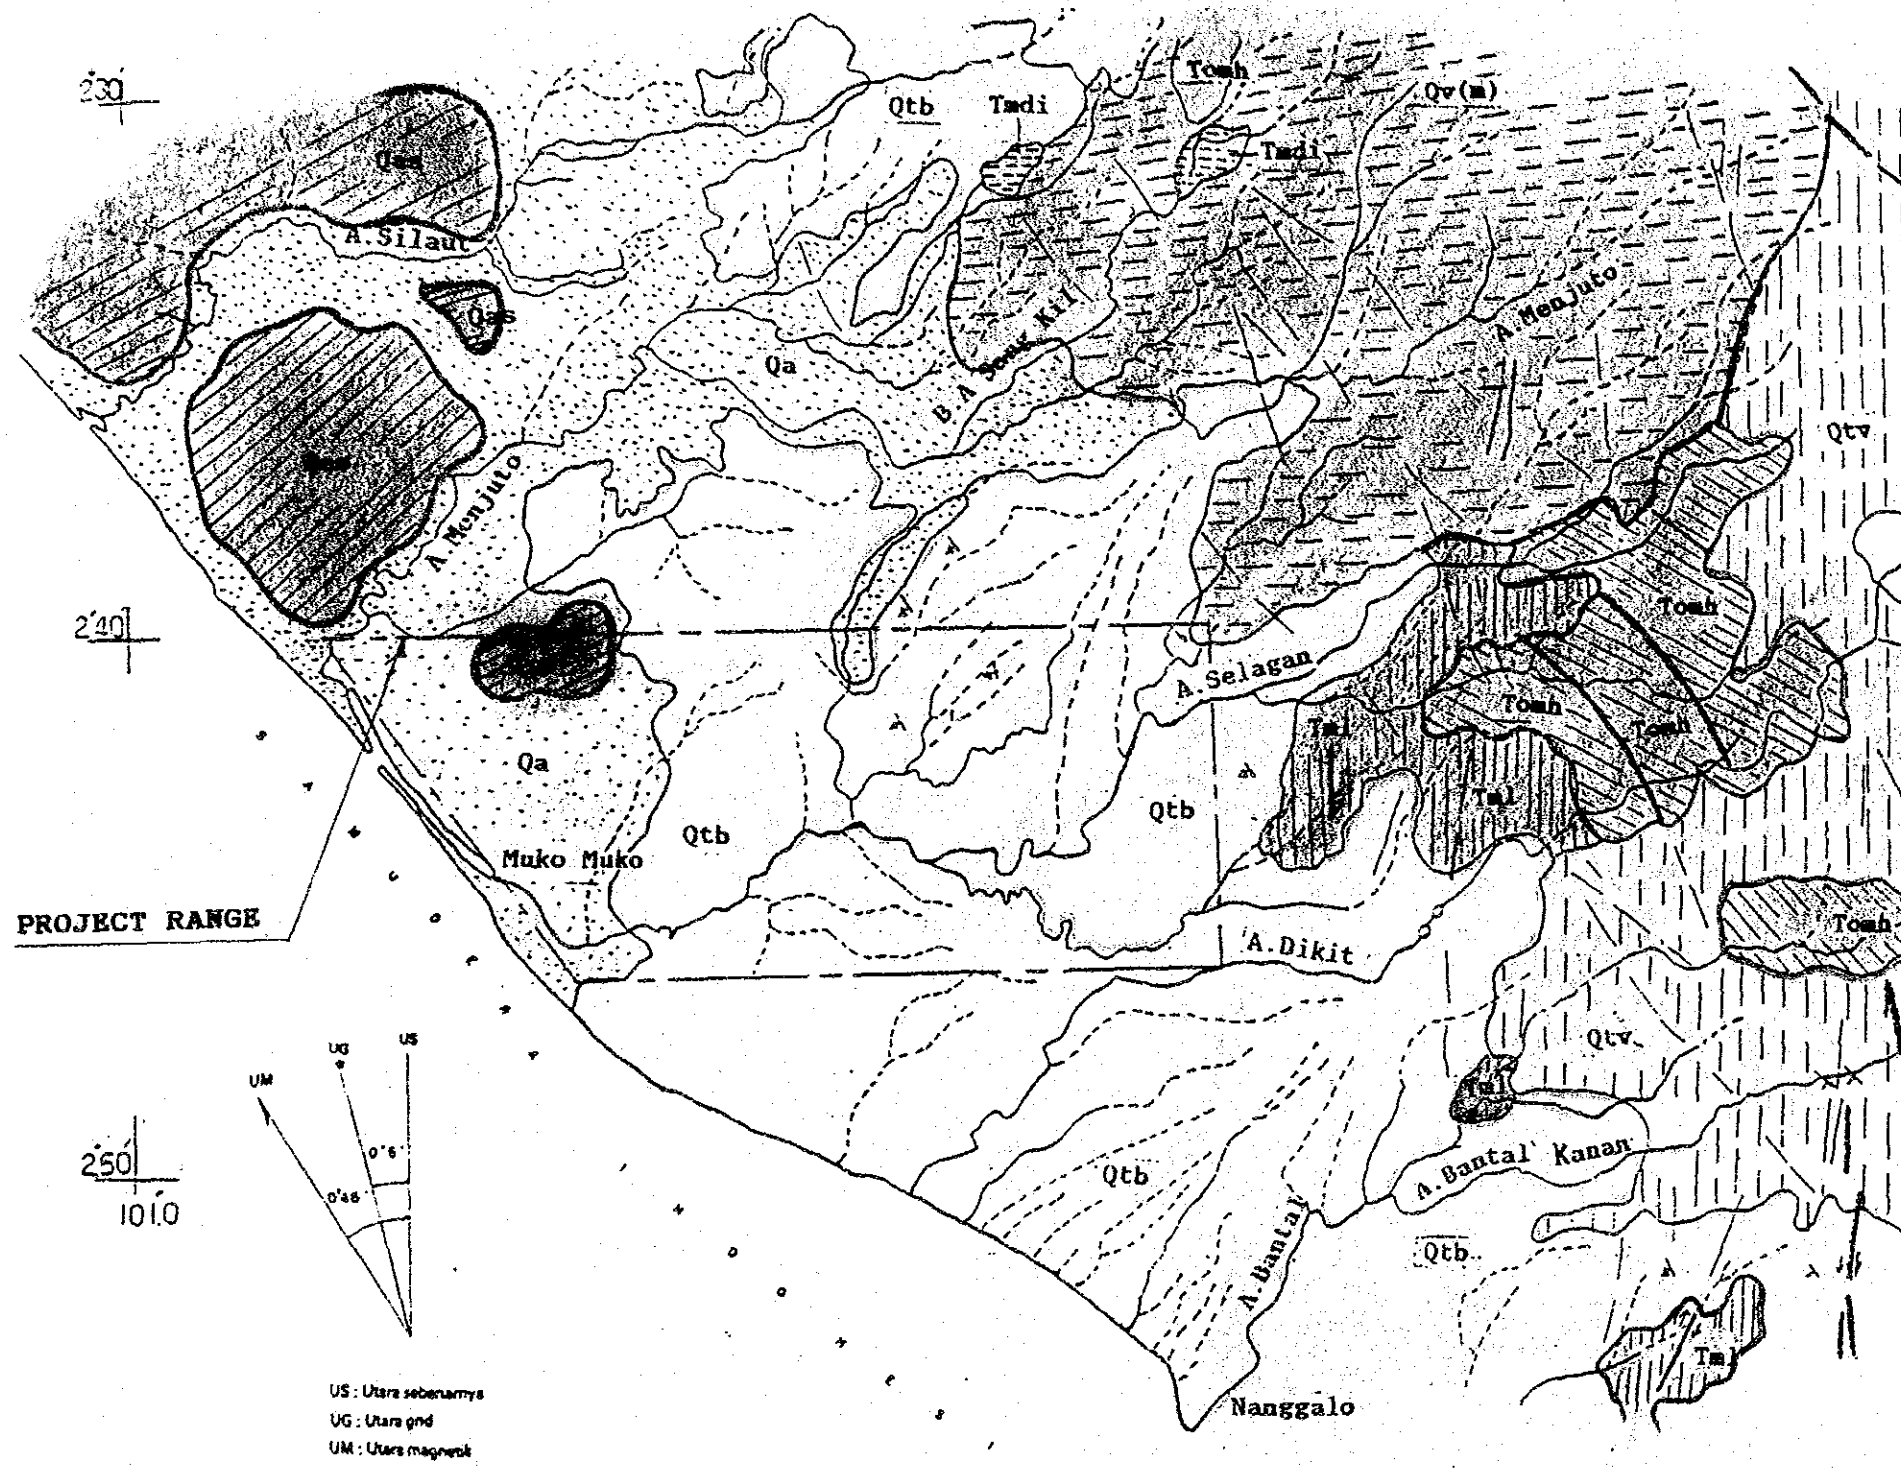 2°30'
Tomh
Qv(m)
Qtb
Tmdi
Tmdi
Qas
A.Silaut
A.Menjuto
Qas
Qa
B.A
Kil
Qtv
Qas
A.Menjuto
2°40'
Tomh
A.Selagan
Tomh
Tomh
Tml
Qa
Tml
Qtb
Qtb
Muko Muko
PROJECT RANGE
Tomh
A.Dikit
US
UG
UM
Qtv
Tml
0°6'
2°50'
A.Bantal Kanan
Qtb
0°46'
101°0
A.Bantal
Qtb
Tml
Nanggalo
US : Utara sebenarnya
UG : Utara grid
UM : Utara magnetik